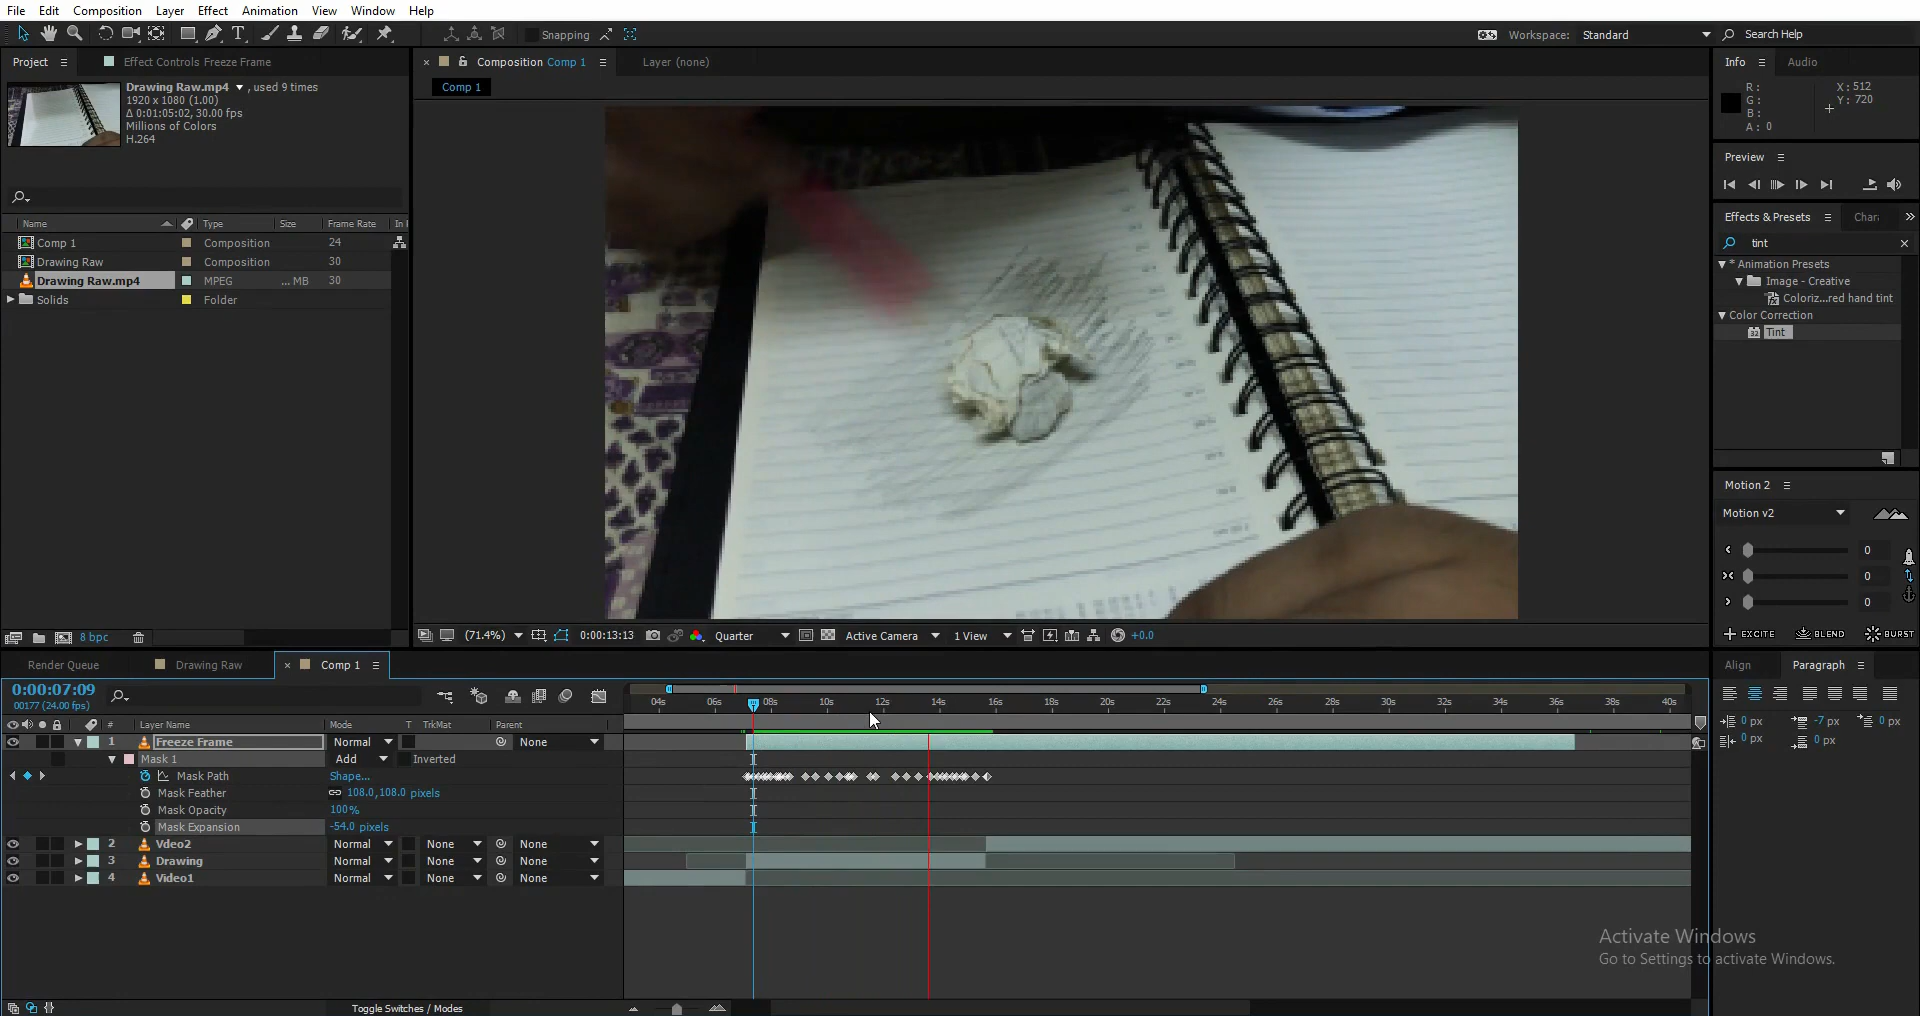 File Edit Composition Layer Effect Animation View Window Help
Snapping Workspace: Standard Search Help
Project Effect Controls Freeze Frame
Composition Comp 1 Layer (none)
Info Audio
Comp 1
Drawing Raw.mp4 , used 9 times
1920 x 1080 (1.00)
Δ 0:01:05:02, 30.00 fps
Millions of Colors
H.264
R :
G :
B :
A : 0
X : 512
Y : 720
Preview
Effects & Presets Char
tint
* Animation Presets
Image - Creative
Coloriz...red hand tint
Color Correction
Tint
Name Type Size Frame Rate In
Comp 1 Composition 24
Drawing Raw Composition 30
Drawing Raw.mp4 MPEG ... MB 30
Solids Folder
Motion 2
Motion v2
0
0
0
EXCITE BLEND BURST
8 bpc
(71.4%) 0:00:13:13 Quarter Active Camera 1 View +0.0
Render Queue Drawing Raw Comp 1
Align Paragraph
0:00:07:09
00177 (24.00 fps)
04s 06s 08s 10s 12s 14s 16s 18s 20s 22s 24s 26s 28s 30s 32s 34s 36s 38s 40s
# Layer Name Mode T TrkMat Parent
1 Freeze Frame Normal None
Mask 1 Add Inverted
Mask Path Shape...
Mask Feather 108.0,108.0 pixels
Mask Opacity 100%
Mask Expansion -54.0 pixels
2 Vdeo2 Normal None None
3 Drawing Normal None None
4 Video1 Normal None None
0 px -7 px 0 px
0 px 0 px
Activate Windows
Go to Settings to activate Windows.
Toggle Switches / Modes